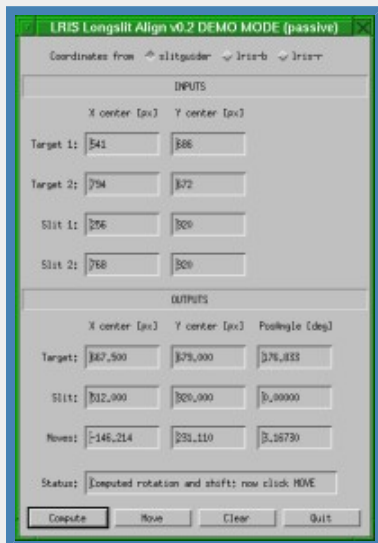 LRIS Longslit Align v0.2 DEMO MODE (passive)
Coordinates from slitguider lris-b lris-r
INPUTS
X center [px] Y center [px]
Target 1: 541 686
Target 2: 794 672
Slit 1: 256 920
Slit 2: 768 920
OUTPUTS
X center [px] Y center [px] PosAngle [deg]
Target: 667.500 679.000 176.833
Slit: 512.000 920.000 0.00000
Moves: -146.214 231.110 3.16730
Status: Computed rotation and shift; now click MOVE
Compute Move Clear Quit